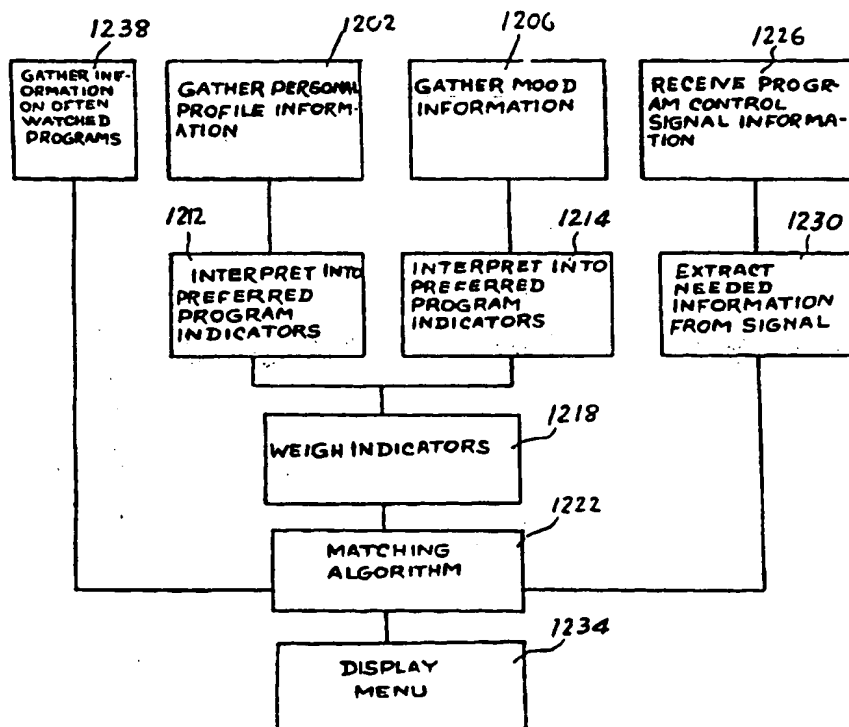 1238
GATHER INF-
ORMATION
ON OFTEN
WATCHED
PROGRAMS
1202
GATHER PERSONAL
PROFILE INFORM-
ATION
1206
GATHER MOOD
INFORMATION
1226
RECEIVE PROGR-
AM CONTROL
SIGNAL INFORMA-
TION
1212
INTERPRET INTO
PREFERRED
PROGRAM
INDICATORS
1214
INTERPRET INTO
PREFERRED
PROGRAM
INDICATORS
1230
EXTRACT
NEEDED
INFORMATION
FROM SIGNAL
WEIGH INDICATORS
1218
MATCHING
ALGORITHM
1222
DISPLAY
MENU
1234